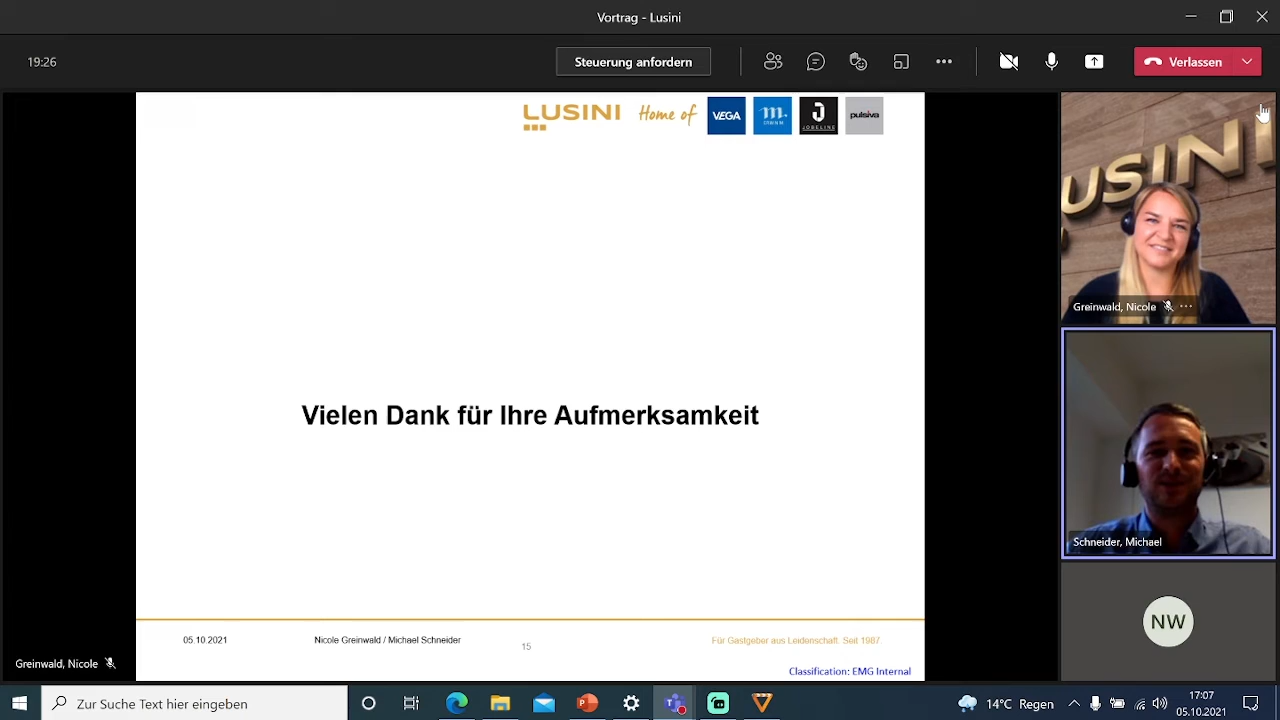 Vortrag - Lusini
19:26
Steuerung anfordern
Verlassen
LUSINI Home of VEGA m JOBELINE pulsiva
LUSINI
Greinwald, Nicole
Vielen Dank für Ihre Aufmerksamkeit
Schneider, Michael
NW
05.10.2021 Nicole Greinwald / Michael Schneider 15 Für Gastgeber aus Leidenschaft. Seit 1987.
Greinwald, Nicole
Classification: EMG Internal
Zur Suche Text hier eingeben
14°C Regen
17:07
05.10.2021